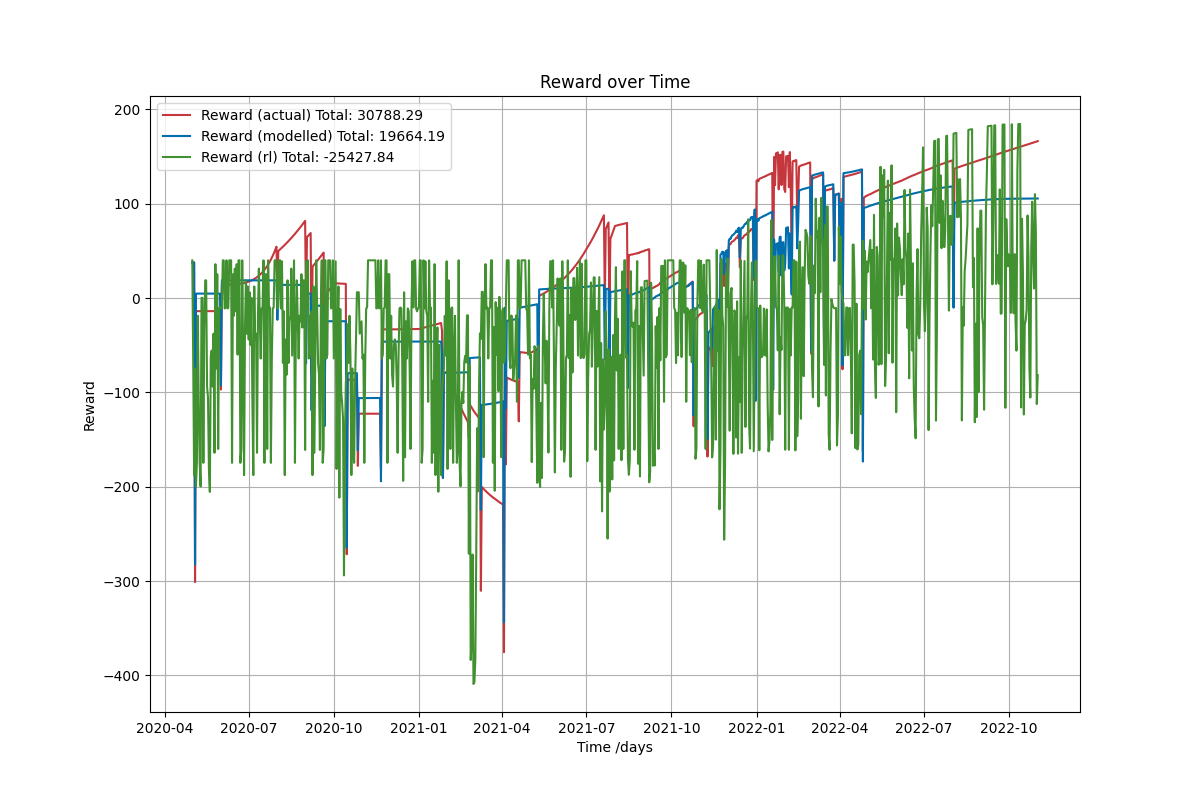 Reward over Time
Reward (actual) Total: 30788.29
Reward (modelled) Total: 19664.19
Reward (rl) Total: -25427.84
200
100
0
−100
−200
−300
−400
Reward
2020-04 2020-07 2020-10 2021-01 2021-04 2021-07 2021-10 2022-01 2022-04 2022-07 2022-10
Time /days